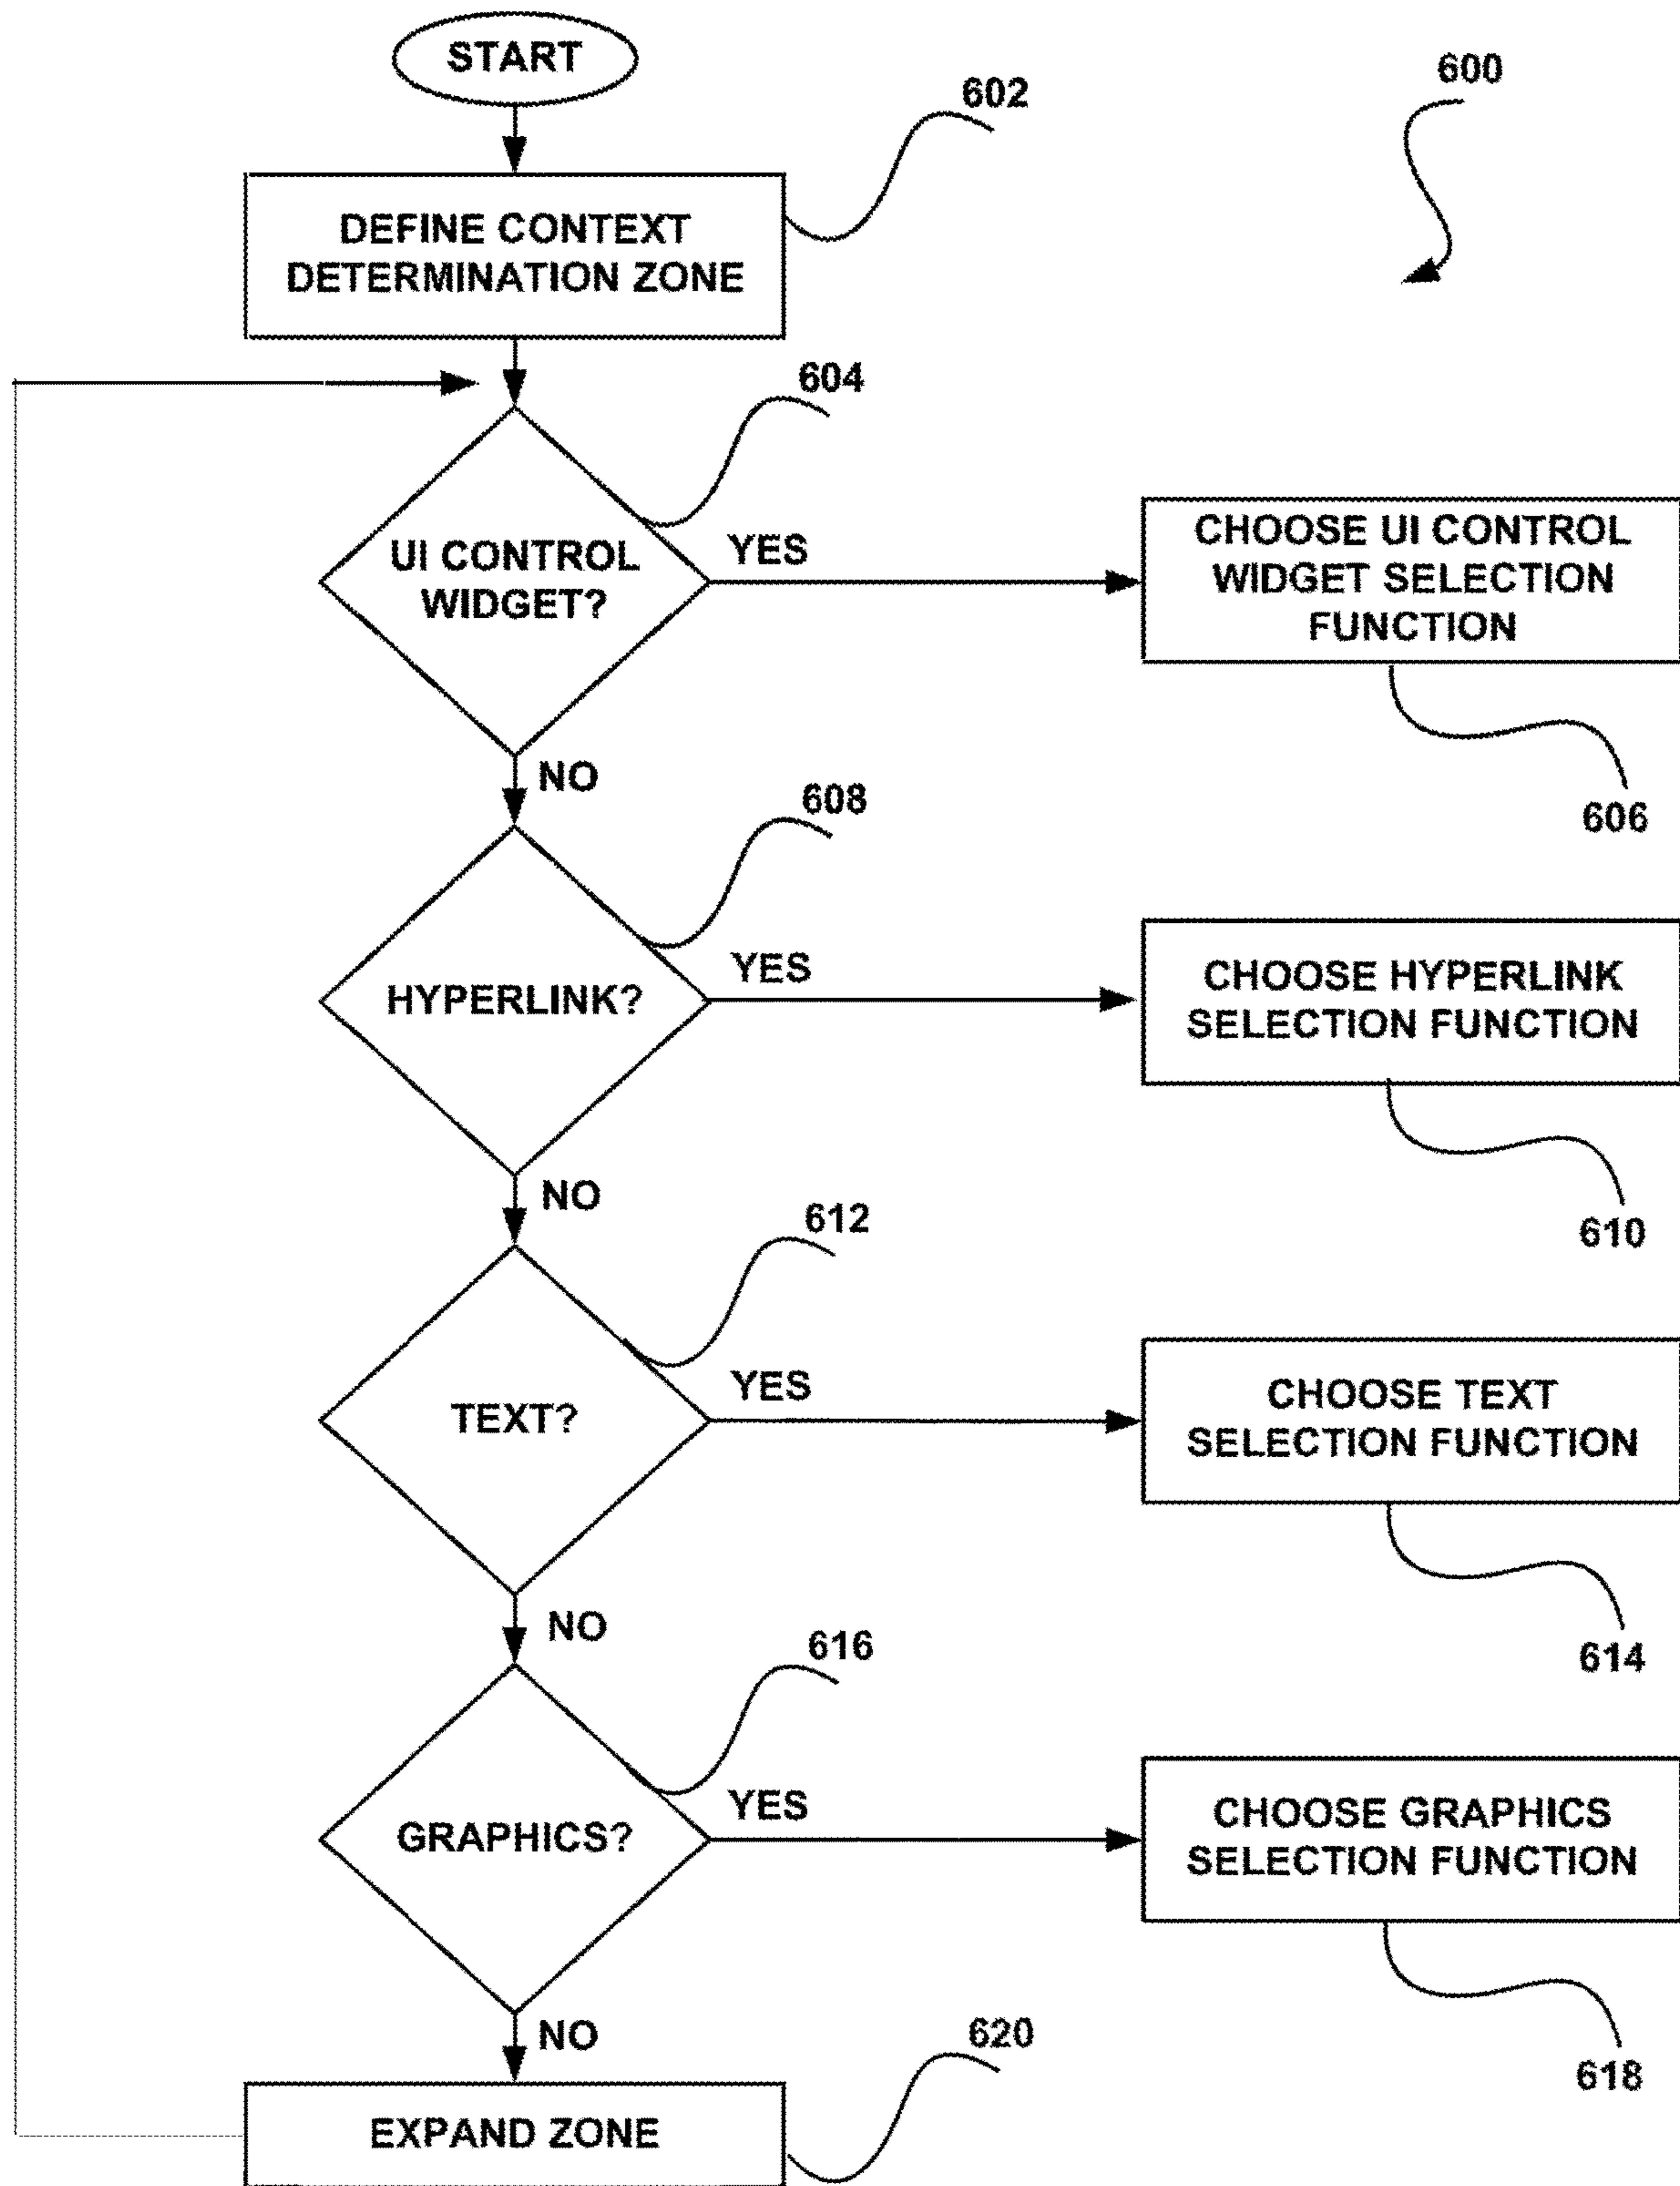 START
600
602
DEFINE CONTEXT
DETERMINATION ZONE
604
UI CONTROL
WIDGET?
YES
CHOOSE UI CONTROL
WIDGET SELECTION
FUNCTION
606
NO
608
HYPERLINK?
YES
CHOOSE HYPERLINK
SELECTION FUNCTION
610
NO
612
TEXT?
YES
CHOOSE TEXT
SELECTION FUNCTION
614
NO
616
GRAPHICS?
YES
CHOOSE GRAPHICS
SELECTION FUNCTION
618
NO
620
EXPAND ZONE